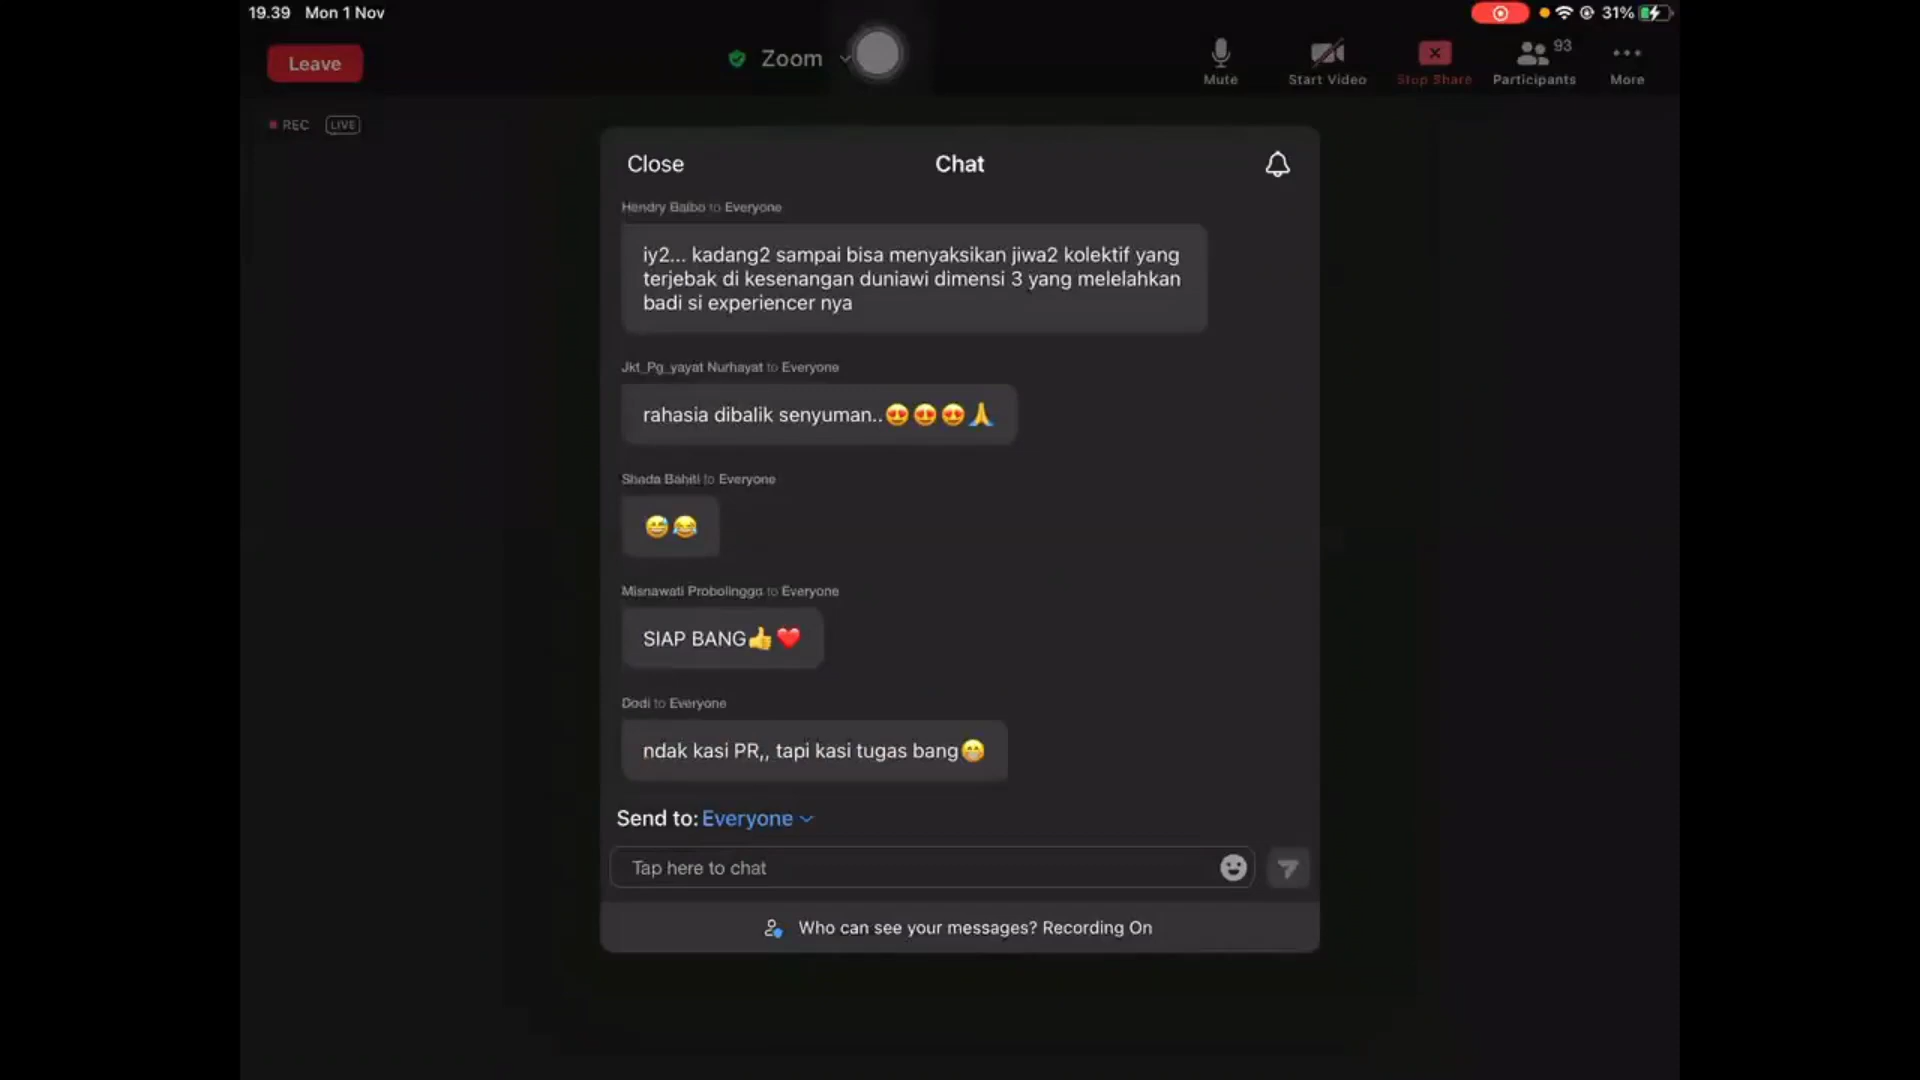 19.39 Mon 1 Nov
31%
Leave
Zoom
Mute
Start Video
Stop Share
Participants
93
More
REC LIVE
Close
Chat
Hendry Balbo to Everyone
iy2... kadang2 sampai bisa menyaksikan jiwa2 kolektif yang
terjebak di kesenangan duniawi dimensi 3 yang melelahkan
badi si experiencer nya
Jkt_Pg_yayat Nurhayat to Everyone
rahasia dibalik senyuman..😍😍😍🙏
Shada Bahiti to Everyone
😅😂
Misnawati Probolinggo to Everyone
SIAP BANG👍❤️
Dodi to Everyone
ndak kasi PR,, tapi kasi tugas bang😁
Send to: Everyone
Tap here to chat
Who can see your messages? Recording On